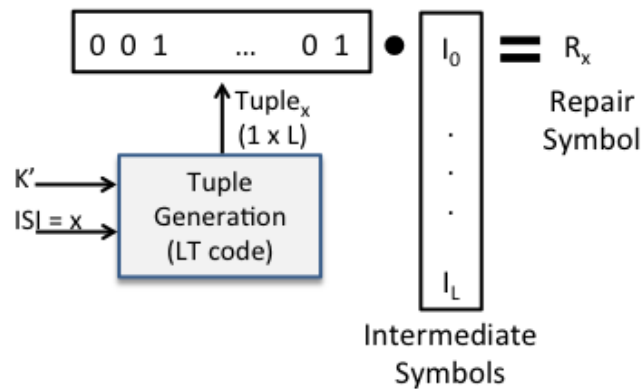 0 0 1 ... 0 1 • I0 = Rx
Tuplex
(1 x L)
Repair
Symbol
K’
ISI = x
Tuple
Generation
(LT code)
.
.
.
IL
Intermediate
Symbols